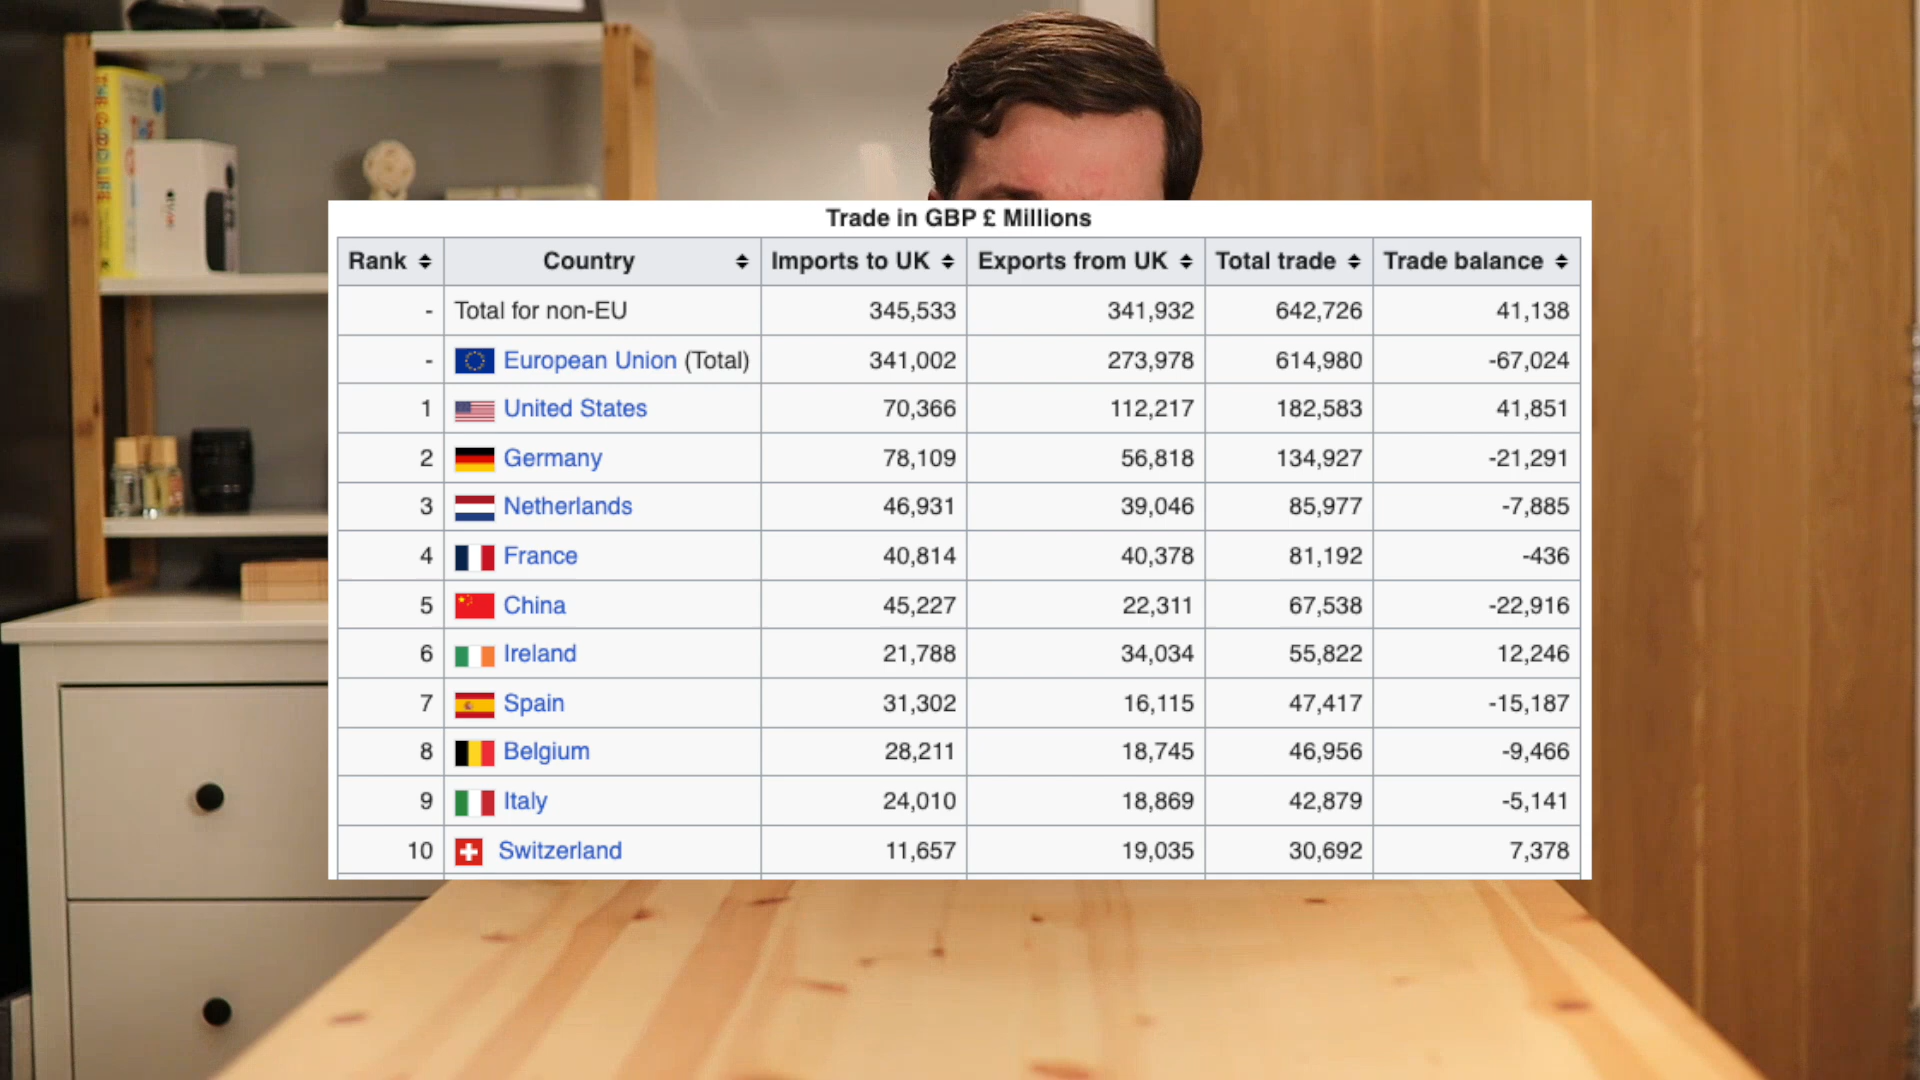 THE GOOD LIFE
Trade in GBP £ Millions
Rank Country Imports to UK Exports from UK Total trade Trade balance
- Total for non-EU 345,533 341,932 642,726 41,138
- European Union (Total) 341,002 273,978 614,980 -67,024
1 United States 70,366 112,217 182,583 41,851
2 Germany 78,109 56,818 134,927 -21,291
3 Netherlands 46,931 39,046 85,977 -7,885
4 France 40,814 40,378 81,192 -436
5 China 45,227 22,311 67,538 -22,916
6 Ireland 21,788 34,034 55,822 12,246
7 Spain 31,302 16,115 47,417 -15,187
8 Belgium 28,211 18,745 46,956 -9,466
9 Italy 24,010 18,869 42,879 -5,141
10 Switzerland 11,657 19,035 30,692 7,378